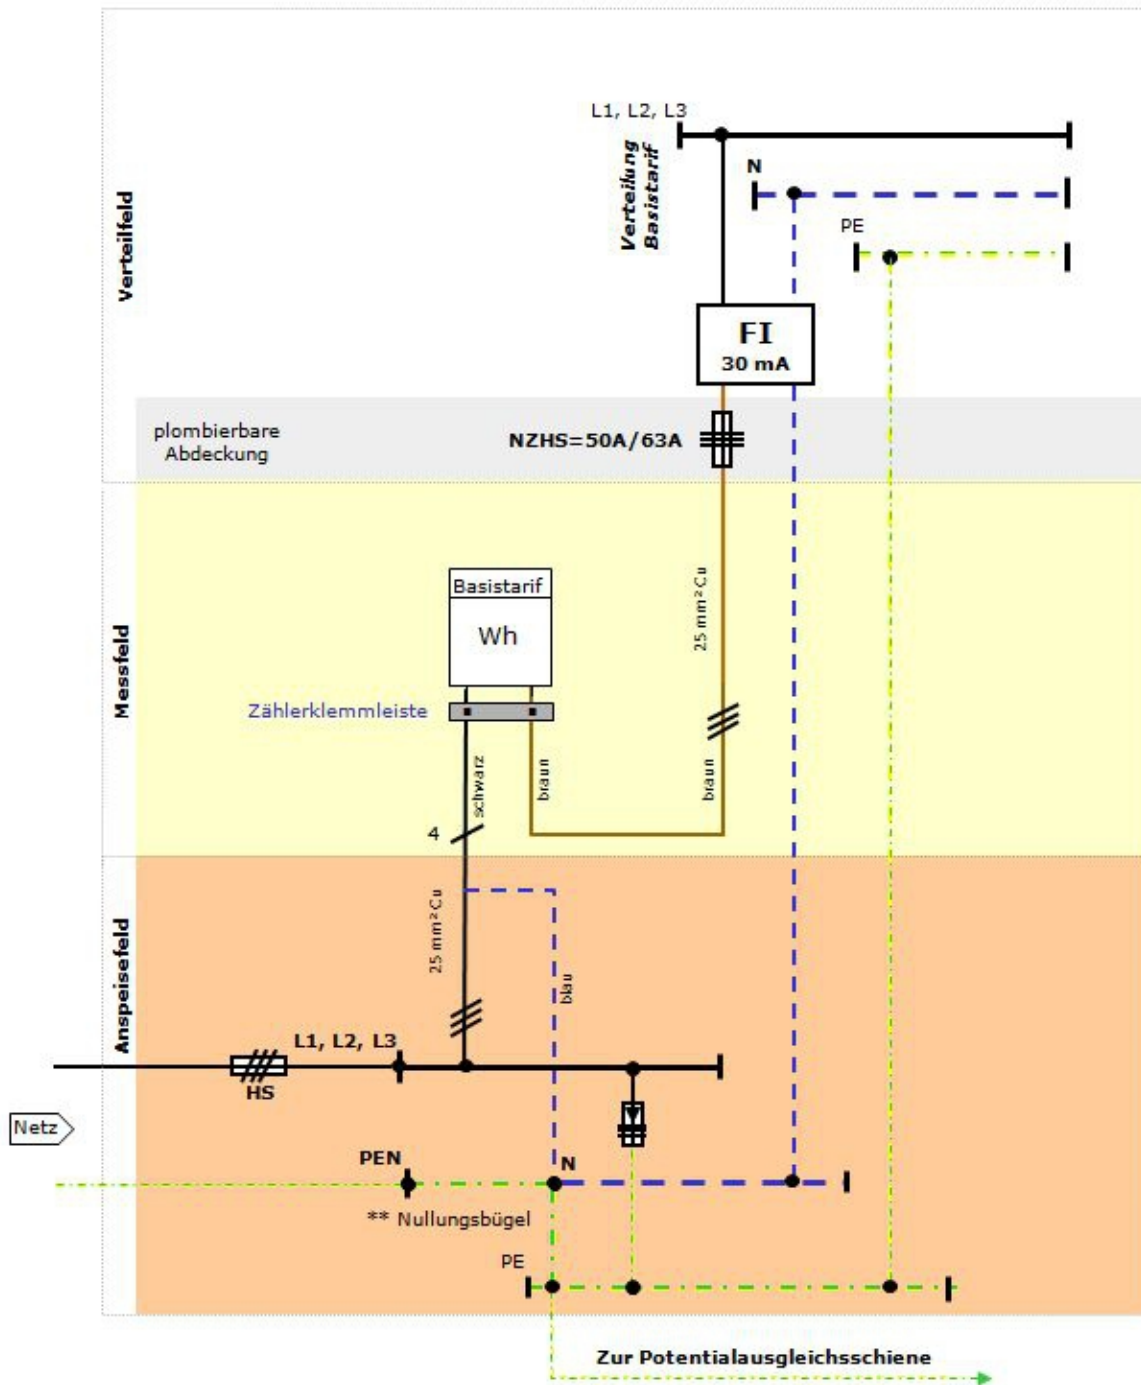 L1, L2, L3
Verteilung
Basistarif
N
PE
Verteilfeld
FI
30 mA
plombierbare
Abdeckung
NZHS=50A/63A
Messfeld
Basistarif
Wh
25 mm² Cu
Zählerklemmleiste
schwarz
braun
braun
4
Anspeisefeld
25 mm² Cu
blau
L1, L2, L3
HS
Netz
PEN
N
** Nullungsbügel
PE
Zur Potentialausgleichsschiene